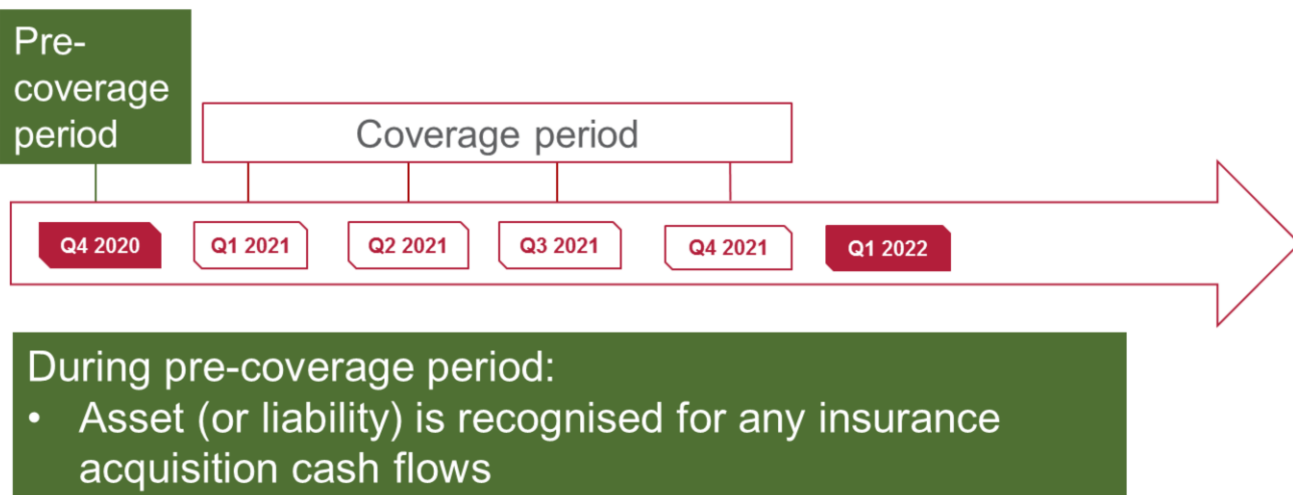 Pre-
coverage
period
Coverage period
Q4 2020
Q1 2021
Q2 2021
Q3 2021
Q4 2021
Q1 2022
During pre-coverage period:
• Asset (or liability) is recognised for any insurance
acquisition cash flows